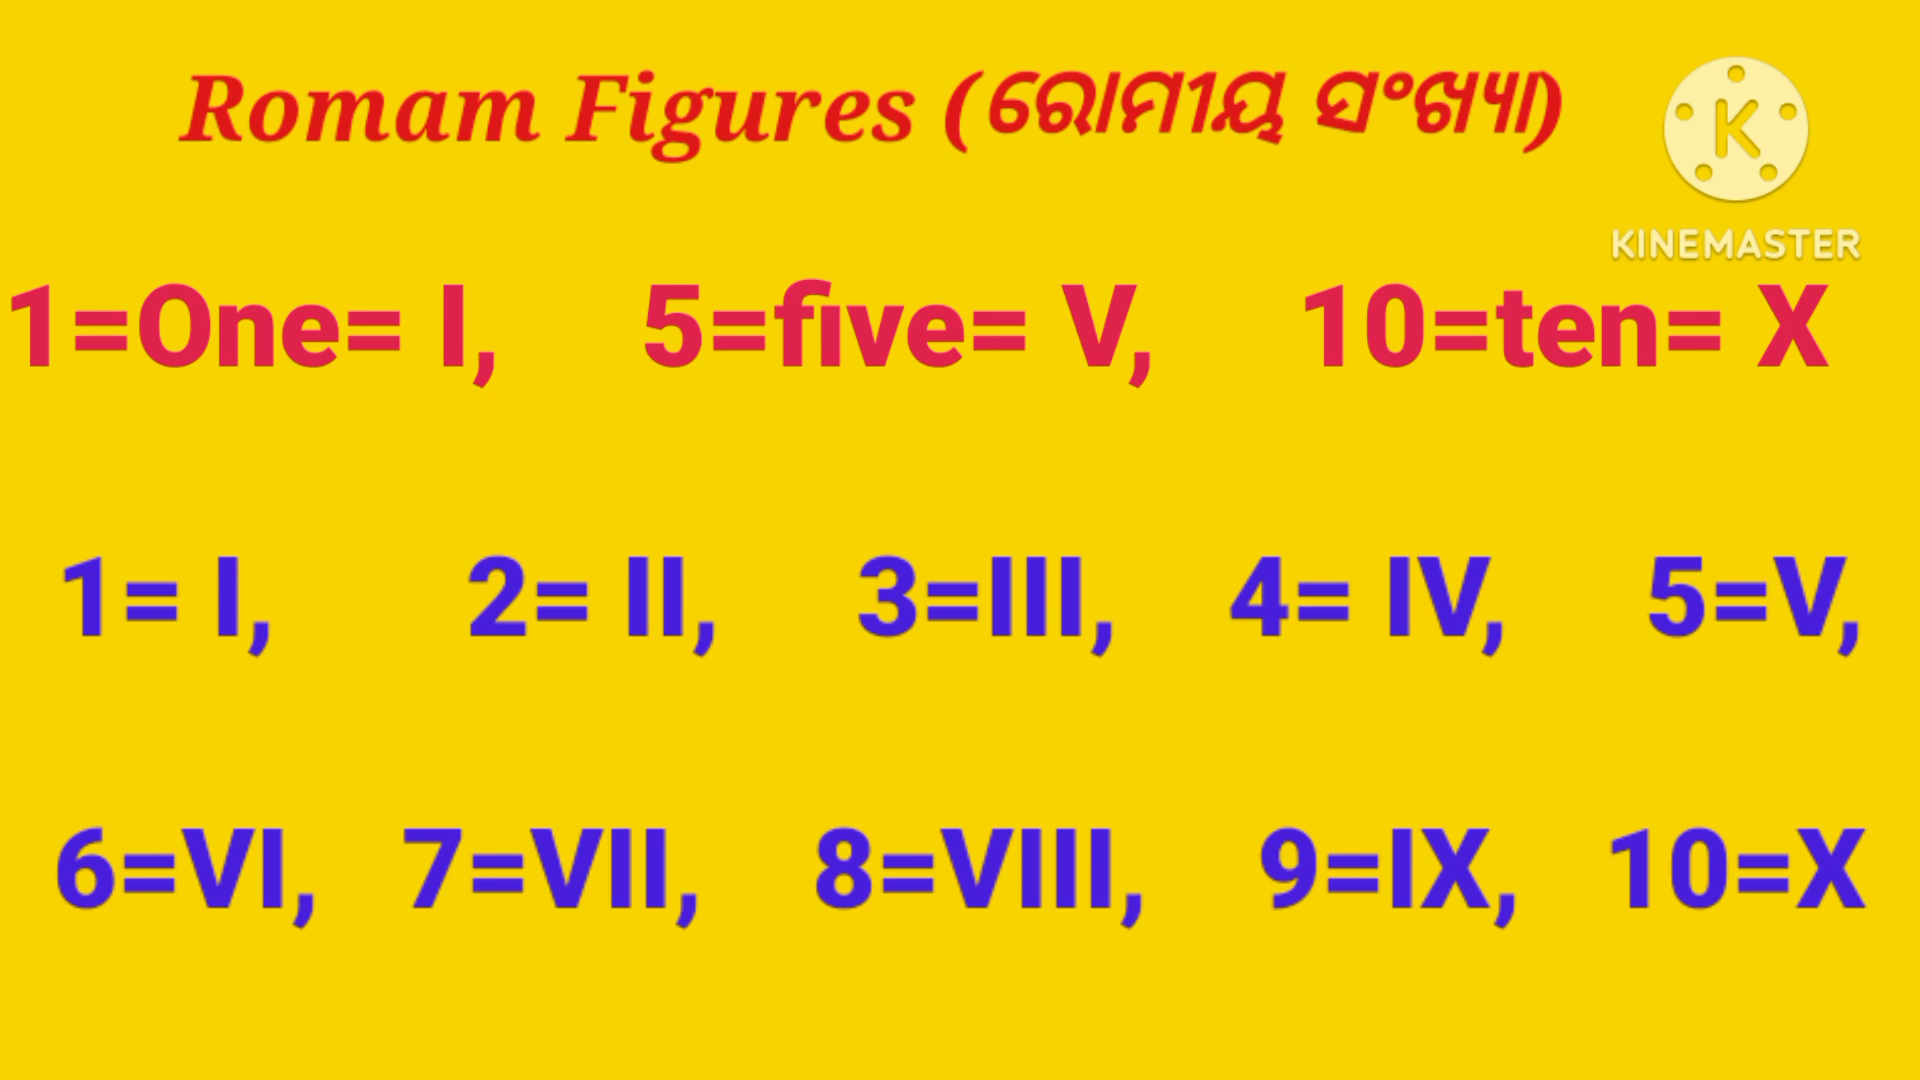 Romam Figures (ରୋମୀୟ ସଂଖ୍ୟା)
K
KINEMASTER
1=One= I, 5=five= V, 10=ten= X
1= I, 2= II, 3=III, 4= IV, 5=V,
6=VI, 7=VII, 8=VIII, 9=IX, 10=X